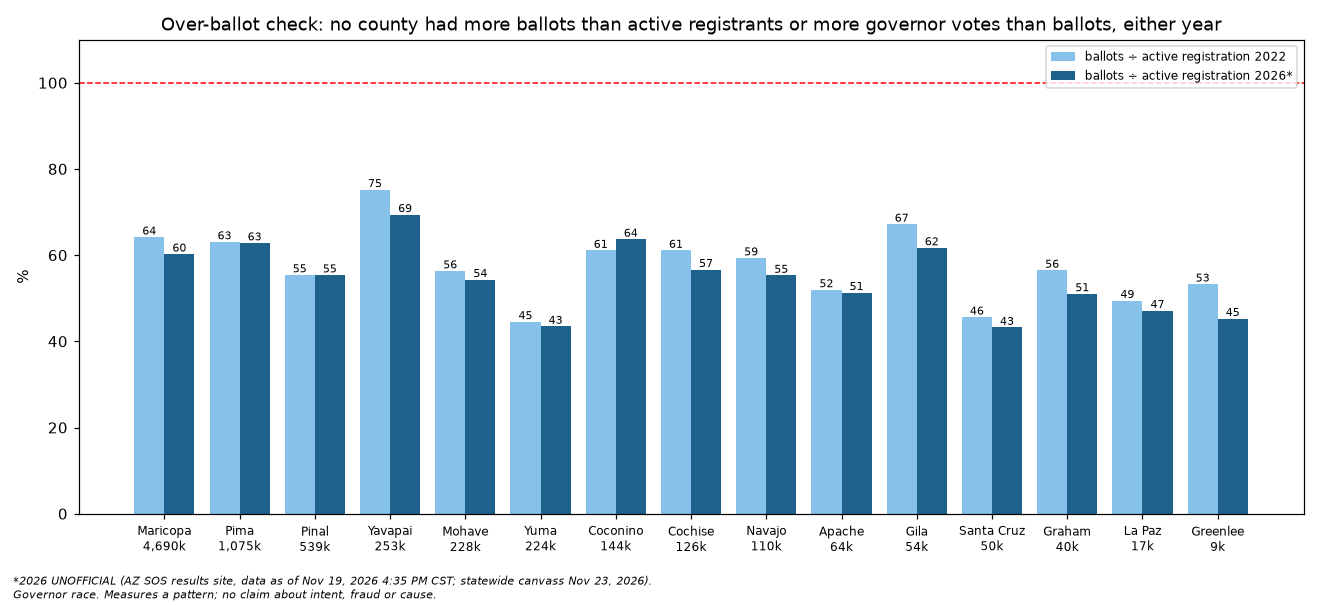 Over-ballot check: no county had more ballots than active registrants or more governor votes than ballots, either year
ballots ÷ active registration 2022
ballots ÷ active registration 2026*
%
100
80
60
40
20
0
64 60 63 63 55 55 75 69 56 54 45 43 61 64 61 57 59 55 52 51 67 62 46 43 56 51 49 47 53 45
Maricopa Pima Pinal Yavapai Mohave Yuma Coconino Cochise Navajo Apache Gila Santa Cruz Graham La Paz Greenlee
4,690k 1,075k 539k 253k 228k 224k 144k 126k 110k 64k 54k 50k 40k 17k 9k
*2026 UNOFFICIAL (AZ SOS results site, data as of Nov 19, 2026 4:35 PM CST; statewide canvass Nov 23, 2026).
Governor race. Measures a pattern; no claim about intent, fraud or cause.